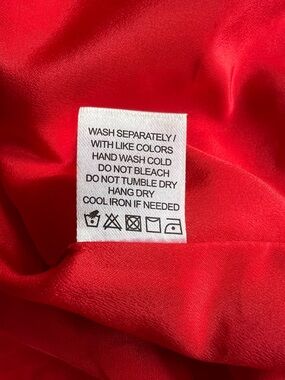 WASH SEPARATELY/
WITH LIKE COLORS
HAND WASH COLD
DO NOT BLEACH
DO NOT TUMBLE DRY
HANG DRY
COOL IRON IF NEEDED